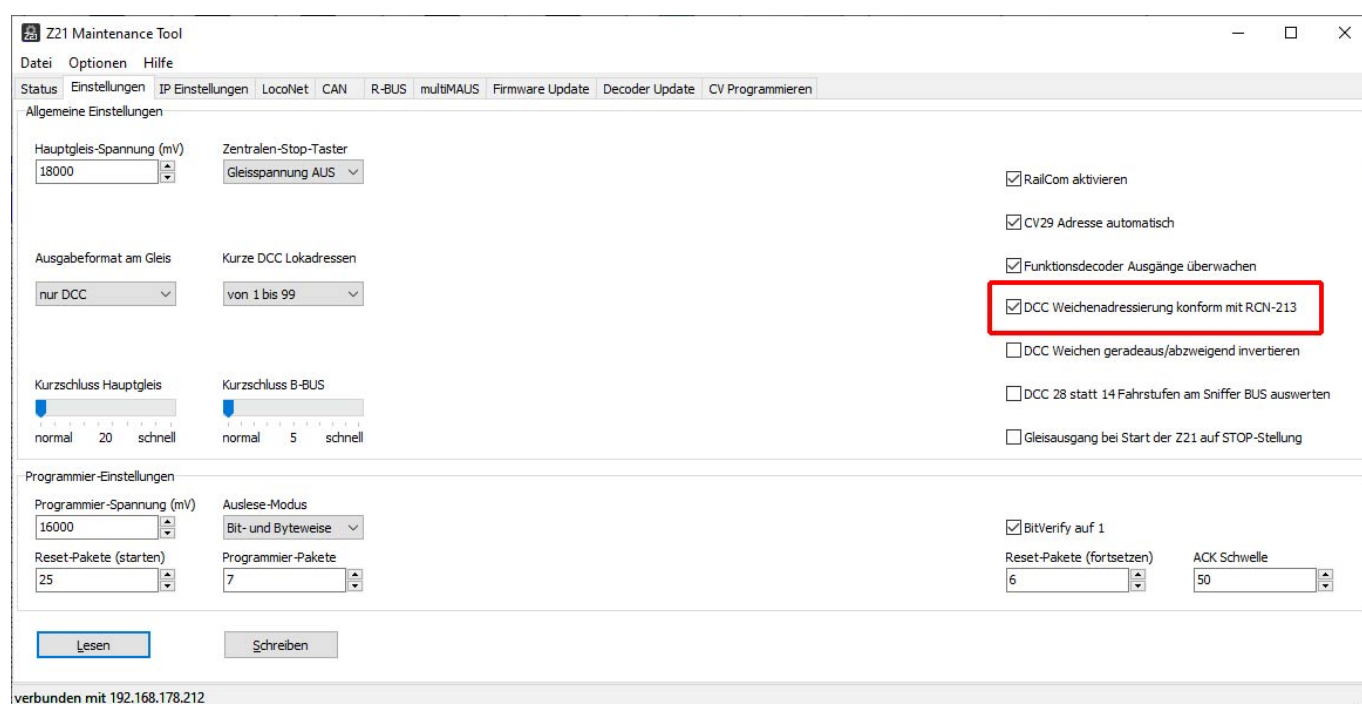 Z21 Maintenance Tool
Datei Optionen Hilfe
Status Einstellungen IP Einstellungen LocoNet CAN R-BUS multiMAUS Firmware Update Decoder Update CV Programmieren
Allgemeine Einstellungen
Hauptgleis-Spannung (mV) Zentralen-Stop-Taster
18000 Gleisspannung AUS
RailCom aktivieren
CV29 Adresse automatisch
Ausgabeformat am Gleis Kurze DCC Lokadressen
Funktionsdecoder Ausgänge überwachen
nur DCC von 1 bis 99
DCC Weichenadressierung konform mit RCN-213
DCC Weichen geradeaus/abzweigend invertieren
Kurzschluss Hauptgleis Kurzschluss B-BUS
DCC 28 statt 14 Fahrstufen am Sniffer BUS auswerten
normal 20 schnell normal 5 schnell
Gleisausgang bei Start der Z21 auf STOP-Stellung
Programmier-Einstellungen
Programmier-Spannung (mV) Auslese-Modus
16000 Bit- und Byteweise
BitVerify auf 1
Reset-Pakete (starten) Programmier-Pakete Reset-Pakete (fortsetzen) ACK Schwelle
25 7 6 50
Lesen Schreiben
verbunden mit 192.168.178.212